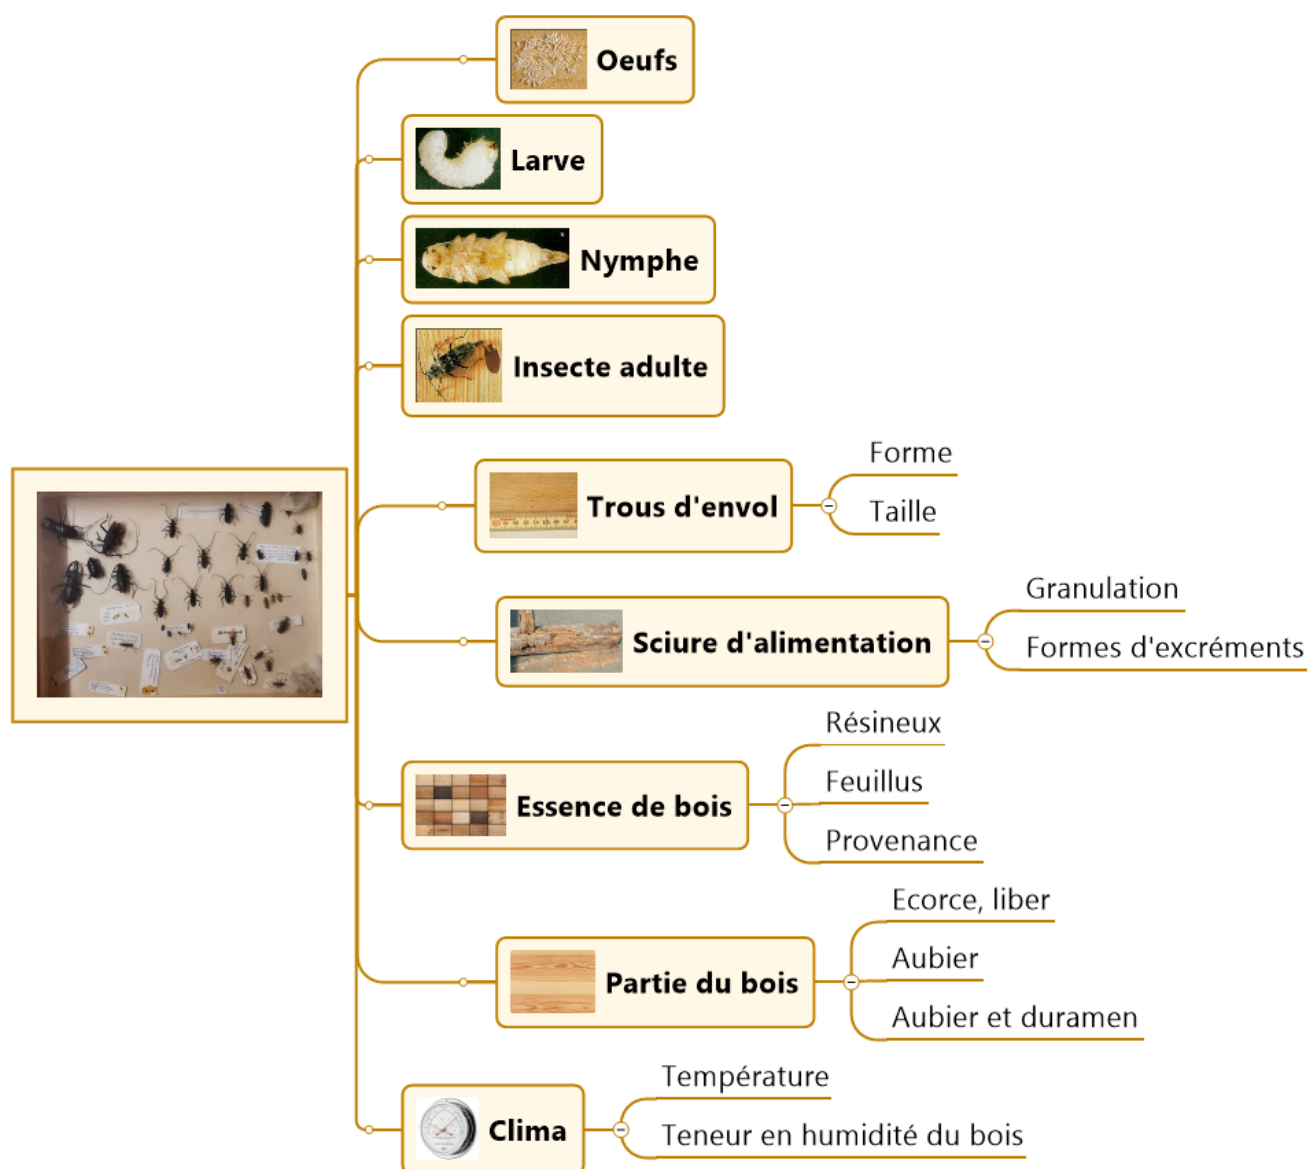 Oeufs
Larve
Nymphe
Insecte adulte
Trous d'envol
Forme
Taille
Sciure d'alimentation
Granulation
Formes d'excréments
Essence de bois
Résineux
Feuillus
Provenance
Partie du bois
Ecorce, liber
Aubier
Aubier et duramen
Clima
Température
Teneur en humidité du bois